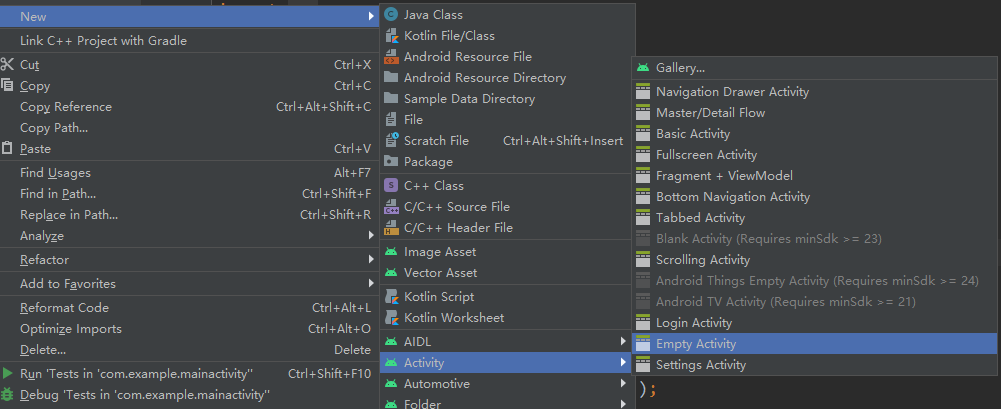 New
Link C++ Project with Gradle
Cut Ctrl+X
Copy Ctrl+C
Copy Reference Ctrl+Alt+Shift+C
Copy Path...
Paste Ctrl+V
Find Usages Alt+F7
Find in Path... Ctrl+Shift+F
Replace in Path... Ctrl+Shift+R
Analyze
Refactor
Add to Favorites
Reformat Code Ctrl+Alt+L
Optimize Imports Ctrl+Alt+O
Delete... Delete
Run 'Tests in 'com.example.mainactivity'' Ctrl+Shift+F10
Debug 'Tests in 'com.example.mainactivity''
Java Class
Kotlin File/Class
Android Resource File
Android Resource Directory
Sample Data Directory
File
Scratch File Ctrl+Alt+Shift+Insert
Package
S C++ Class
C++ C/C++ Source File
H C/C++ Header File
Image Asset
Vector Asset
Kotlin Script
Kotlin Worksheet
AIDL
Activity
Automotive
Folder
Gallery...
Navigation Drawer Activity
Master/Detail Flow
Basic Activity
Fullscreen Activity
Fragment + ViewModel
Bottom Navigation Activity
Tabbed Activity
Blank Activity (Requires minSdk >= 23)
Scrolling Activity
Android Things Empty Activity (Requires minSdk >= 24)
Android TV Activity (Requires minSdk >= 21)
Login Activity
Empty Activity
Settings Activity
);